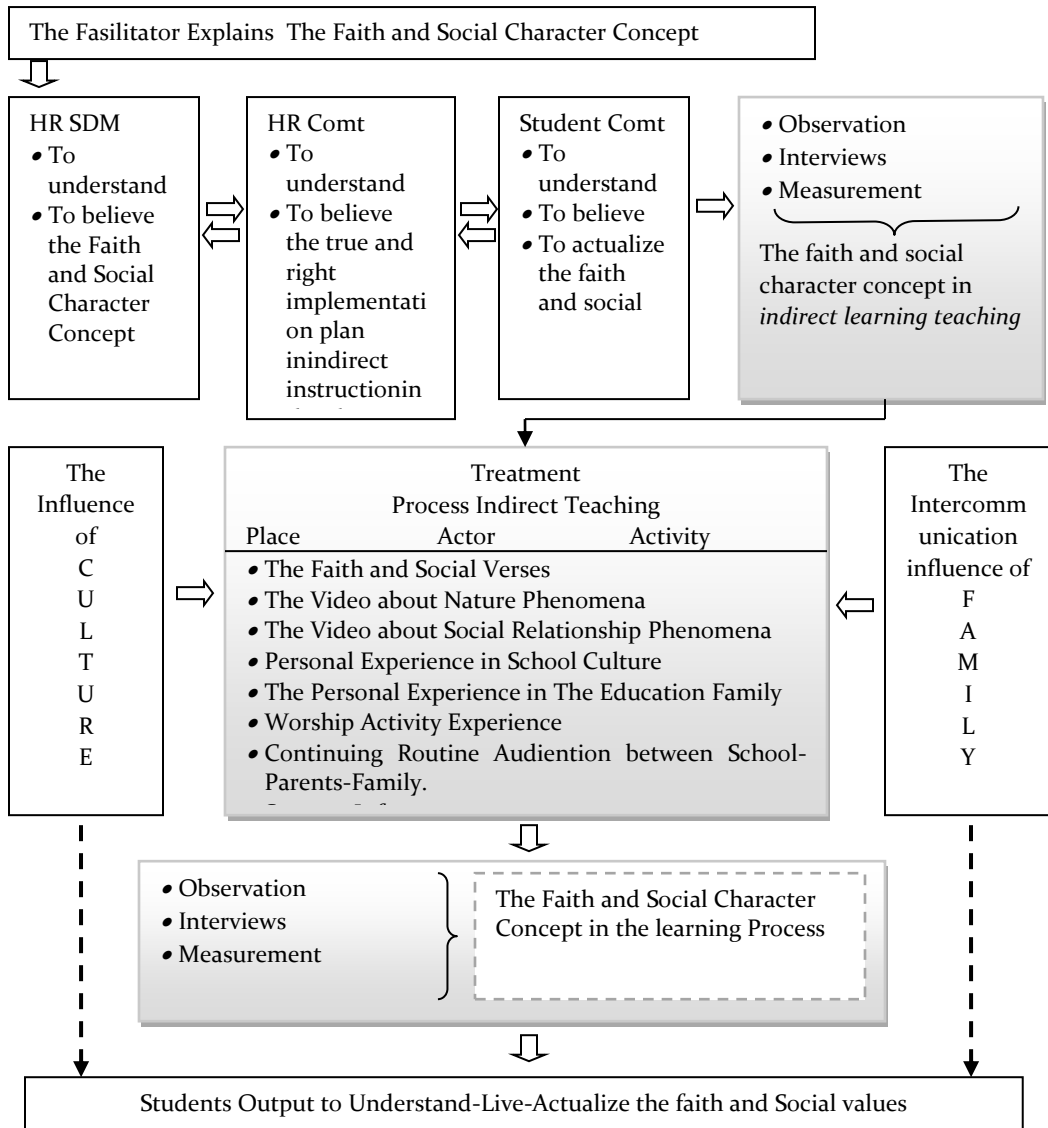 The Fasilitator Explains The Faith and Social Character Concept
HR SDM
• To
understand
• To believe
the Faith
and Social
Character
Concept
HR Comt
• To
understand
• To believe
the true and
right
implementati
on plan
inindirect
instructionin
Student Comt
• To
understand
• To believe
• To actualize
the faith
and social
• Observation
• Interviews
• Measurement
The faith and social
character concept in
indirect learning teaching
The
Influence
of
C
U
L
T
U
R
E
Treatment
Process Indirect Teaching
Place Actor Activity
• The Faith and Social Verses
• The Video about Nature Phenomena
• The Video about Social Relationship Phenomena
• Personal Experience in School Culture
• The Personal Experience in The Education Family
• Worship Activity Experience
• Continuing Routine Audiention between School-
Parents-Family.
The
Intercomm
unication
influence of
F
A
M
I
L
Y
• Observation
• Interviews
• Measurement
The Faith and Social Character
Concept in the learning Process
Students Output to Understand-Live-Actualize the faith and Social values